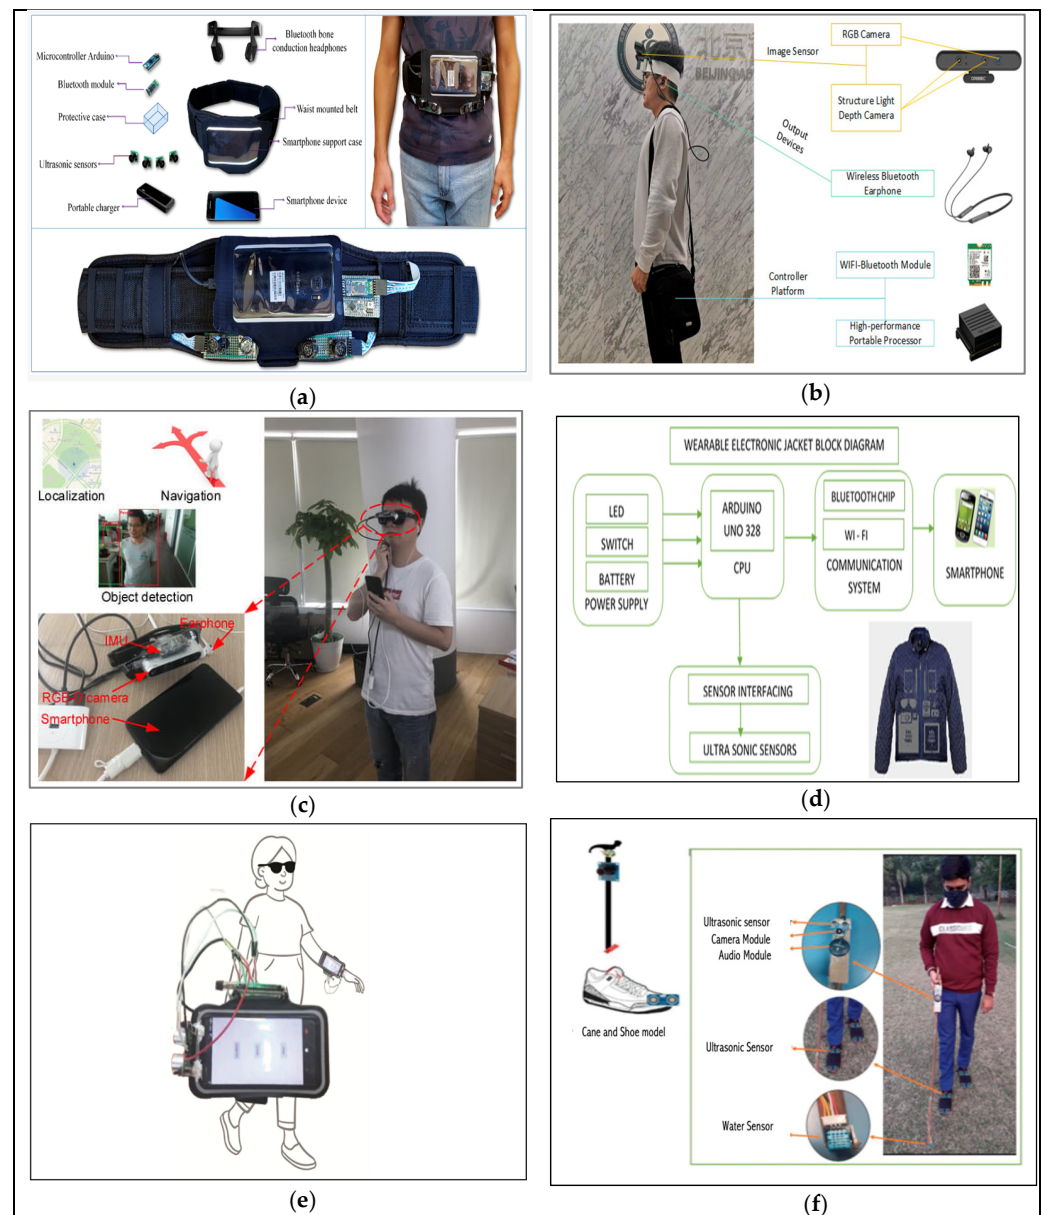 Bluetooth bone
conduction headphones
Microcontroller Arduino
Bluetooth module
Protective case
Waist mounted belt
Smartphone support case
Ultrasonic sensors
Portable charger
Smartphone device
(a)
BEIJING
Image Sensor
RGB Camera
Structure Light
Depth Camera
Output
Devices
Wireless Bluetooth
Earphone
WIFI-Bluetooth Module
Controller
Platform
High-performance
Portable Processor
(b)
Localization
Navigation
Object detection
Earphone
IMU
RGB-D camera
Smartphone
(c)
WEARABLE ELECTRONIC JACKET BLOCK DIAGRAM
LED
SWITCH
BATTERY
POWER SUPPLY
ARDUINO
UNO 328
CPU
BLUETOOTH CHIP
WI - FI
COMMUNICATION
SYSTEM
SMARTPHONE
SENSOR INTERFACING
ULTRA SONIC SENSORS
(d)
(e)
Cane and Shoe model
Ultrasonic sensor
Camera Module
Audio Module
Ultrasonic Sensor
Water Sensor
(f)